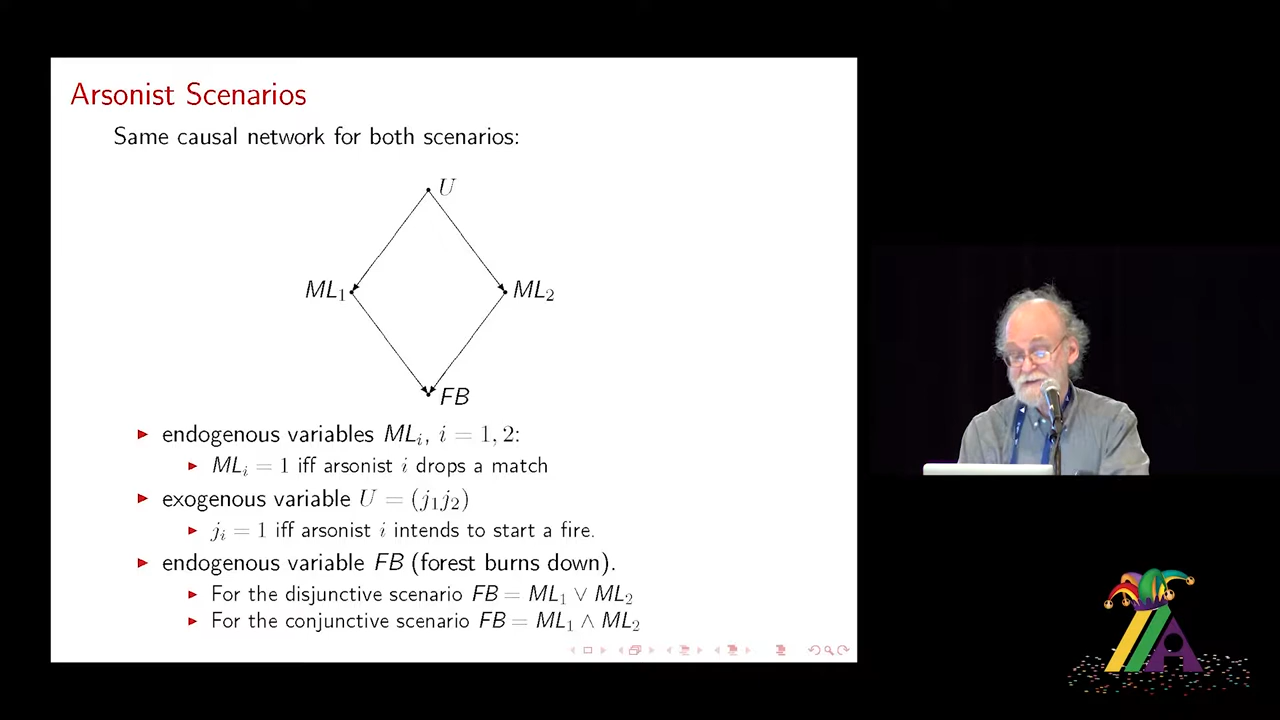 Arsonist Scenarios
Same causal network for both scenarios:
U
ML₁ ML₂
FB
▶ endogenous variables MLᵢ, i = 1, 2:
▶ MLᵢ = 1 iff arsonist i drops a match
▶ exogenous variable U = (j₁j₂)
▶ jᵢ = 1 iff arsonist i intends to start a fire.
▶ endogenous variable FB (forest burns down).
▶ For the disjunctive scenario FB = ML₁ ∨ ML₂
▶ For the conjunctive scenario FB = ML₁ ∧ ML₂